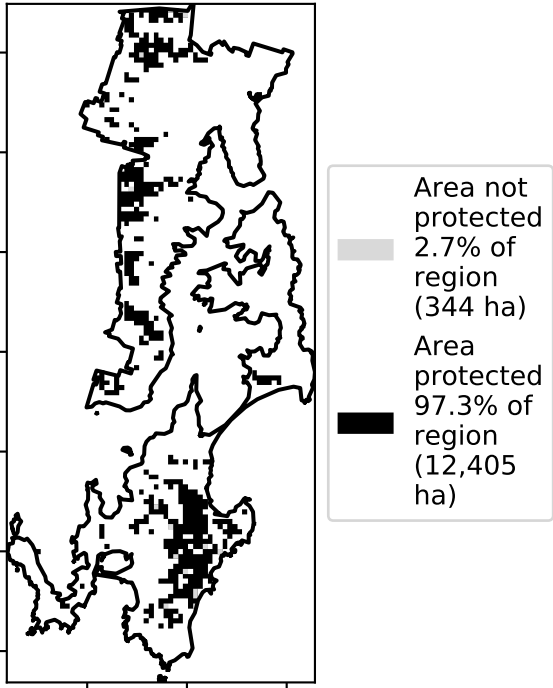 Area not
protected
2.7% of
region
(344 ha)
Area
protected
97.3% of
region
(12,405
ha)